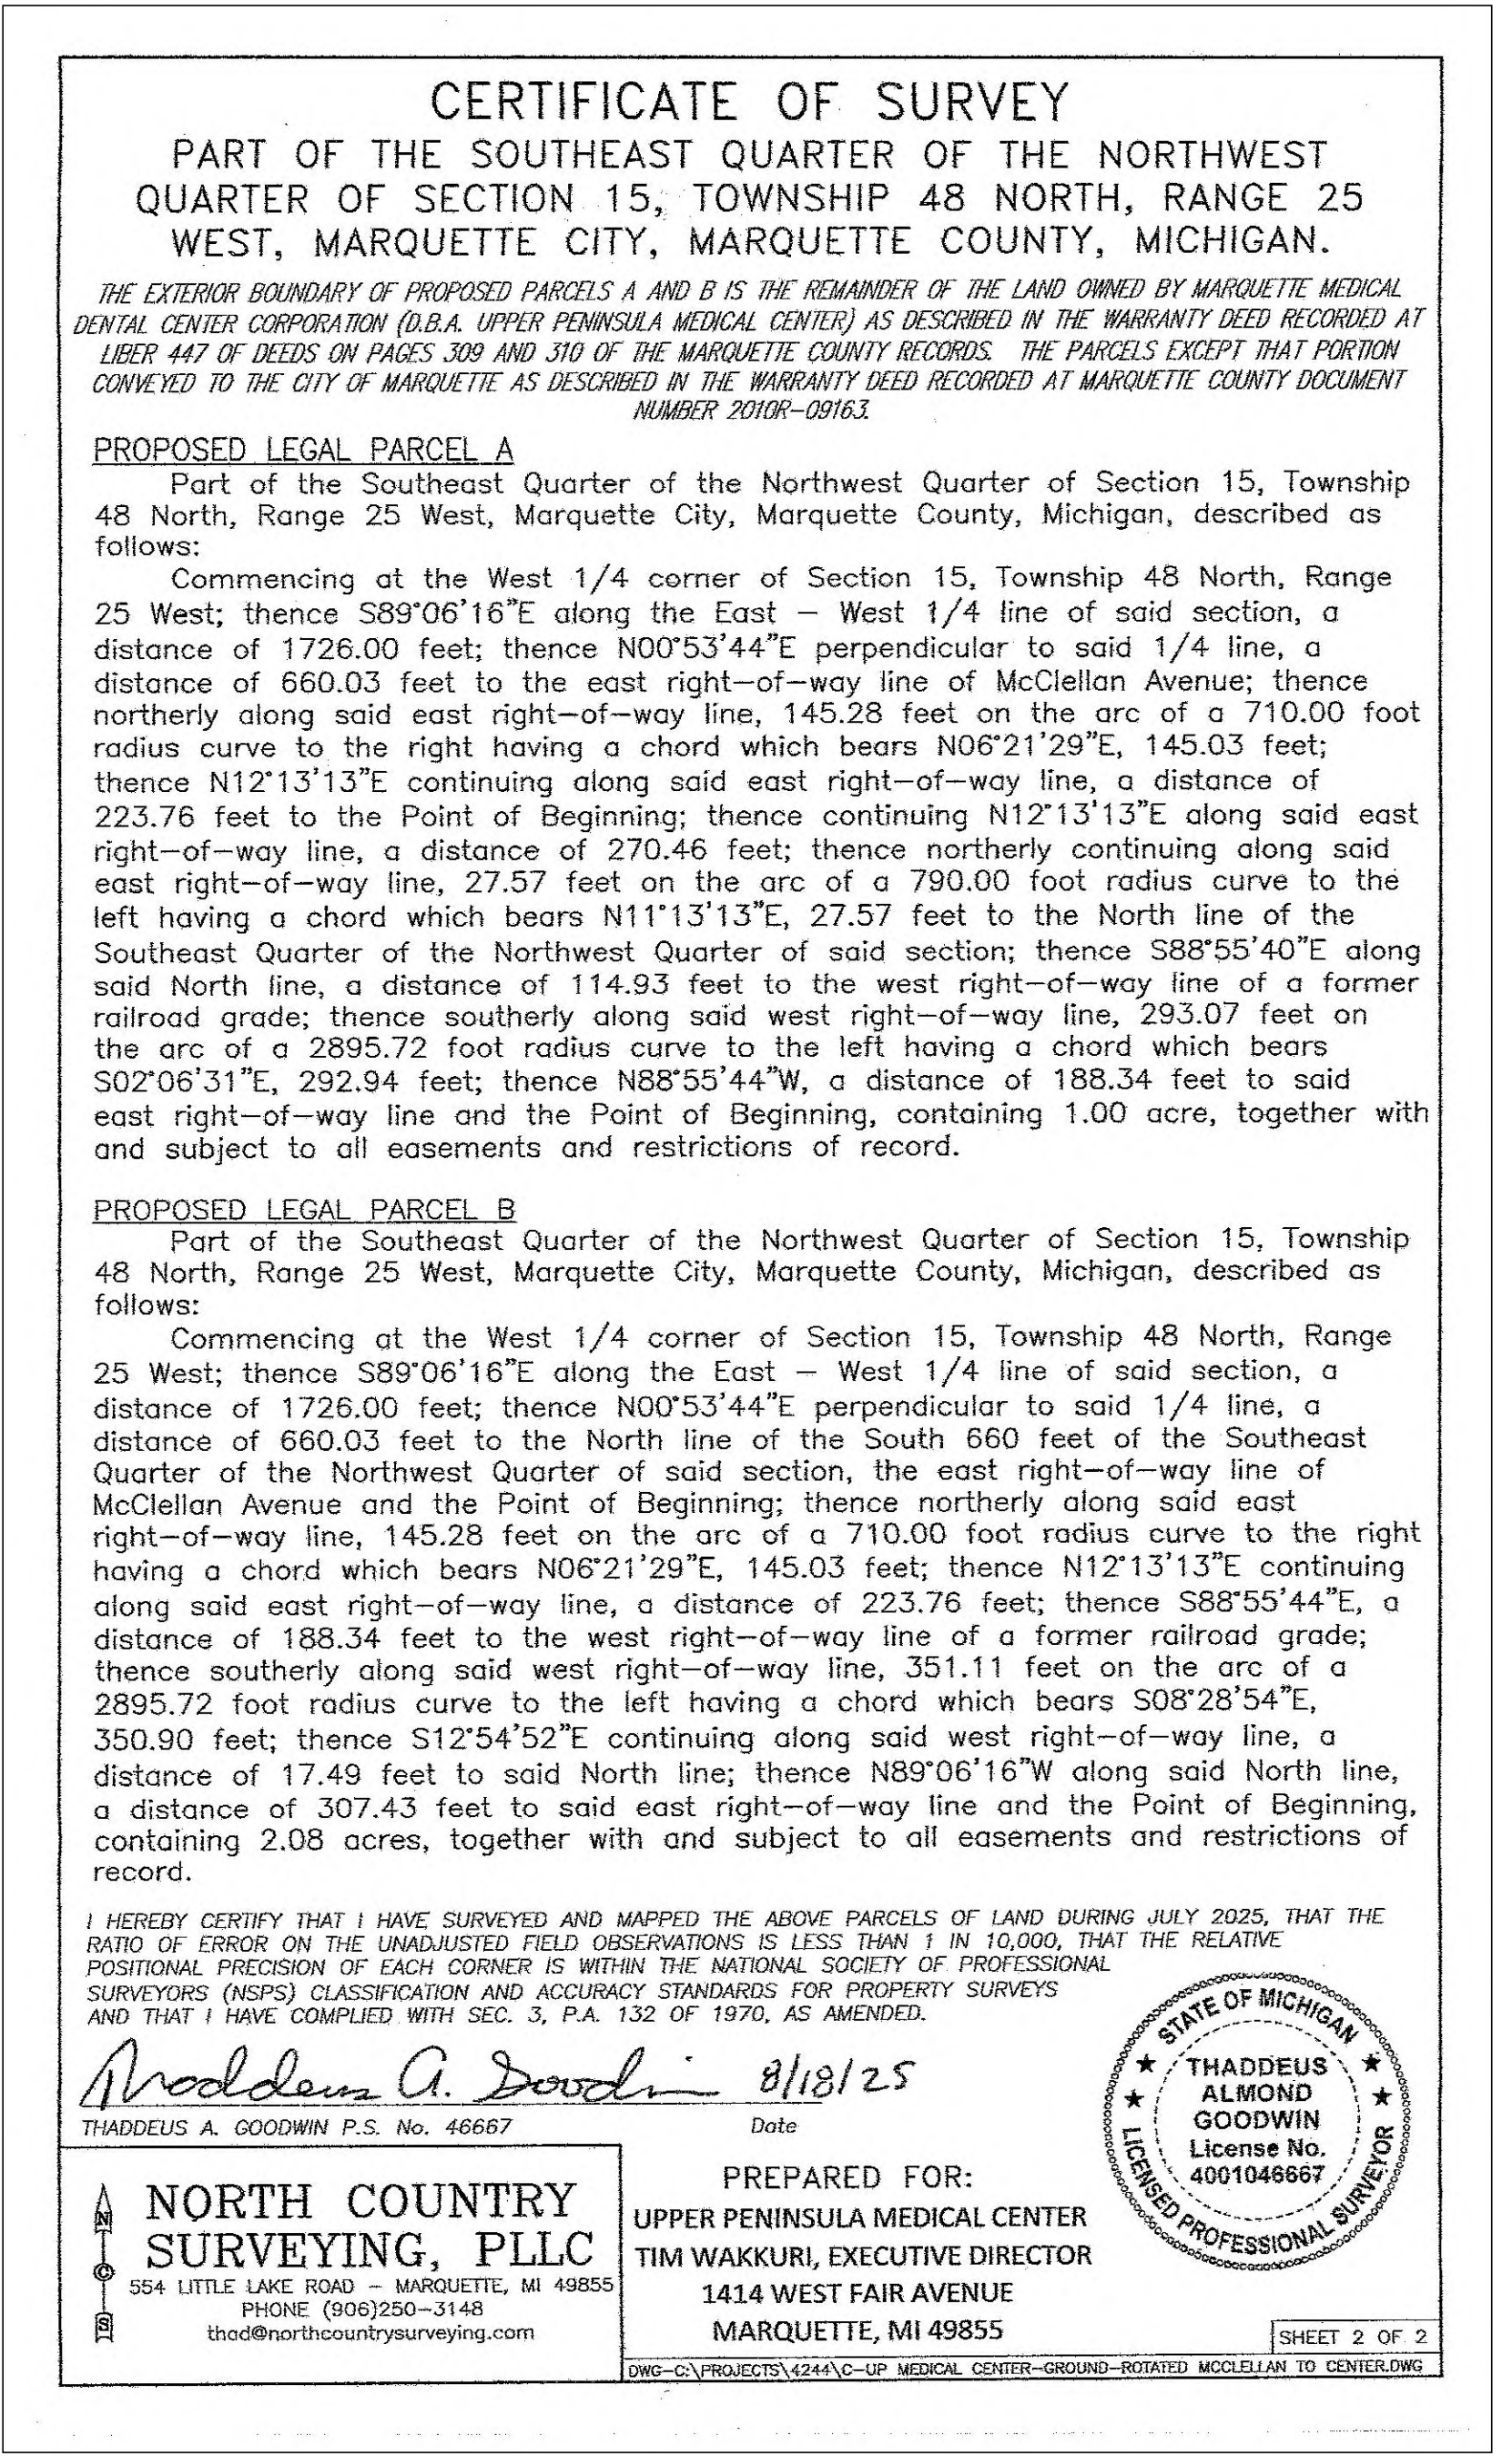 CERTIFICATE OF SURVEY
PART OF THE SOUTHEAST QUARTER OF THE NORTHWEST
QUARTER OF SECTION 15, TOWNSHIP 48 NORTH, RANGE 25
WEST, MARQUETTE CITY, MARQUETTE COUNTY, MICHIGAN.
THE EXTERIOR BOUNDARY OF PROPOSED PARCELS A AND B IS THE REMAINDER OF THE LAND OWNED BY MARQUETTE MEDICAL
DENTAL CENTER CORPORATION (D.B.A. UPPER PENINSULA MEDICAL CENTER) AS DESCRIBED IN THE WARRANTY DEED RECORDED AT
LIBER 447 OF DEEDS ON PAGES 309 AND 310 OF THE MARQUETTE COUNTY RECORDS. THE PARCELS EXCEPT THAT PORTION
CONVEYED TO THE CITY OF MARQUETTE AS DESCRIBED IN THE WARRANTY DEED RECORDED AT MARQUETTE COUNTY DOCUMENT
NUMBER 2010R-09163.
PROPOSED LEGAL PARCEL A
Part of the Southeast Quarter of the Northwest Quarter of Section 15, Township
48 North, Range 25 West, Marquette City, Marquette County, Michigan, described as
follows:
Commencing at the West 1/4 corner of Section 15, Township 48 North, Range
25 West; thence S89°06'16"E along the East – West 1/4 line of said section, a
distance of 1726.00 feet; thence N00°53'44"E perpendicular to said 1/4 line, a
distance of 660.03 feet to the east right-of-way line of McClellan Avenue; thence
northerly along said east right-of-way line, 145.28 feet on the arc of a 710.00 foot
radius curve to the right having a chord which bears N06°21'29"E, 145.03 feet;
thence N12°13'13"E continuing along said east right-of-way line, a distance of
223.76 feet to the Point of Beginning; thence continuing N12°13'13"E along said east
right-of-way line, a distance of 270.46 feet; thence northerly continuing along said
east right-of-way line, 27.57 feet on the arc of a 790.00 foot radius curve to the
left having a chord which bears N11°13'13"E, 27.57 feet to the North line of the
Southeast Quarter of the Northwest Quarter of said section; thence S88°55'40"E along
said North line, a distance of 114.93 feet to the west right-of-way line of a former
railroad grade; thence southerly along said west right-of-way line, 293.07 feet on
the arc of a 2895.72 foot radius curve to the left having a chord which bears
S02°06'31"E, 292.94 feet; thence N88°55'44"W, a distance of 188.34 feet to said
east right-of-way line and the Point of Beginning, containing 1.00 acre, together with
and subject to all easements and restrictions of record.
PROPOSED LEGAL PARCEL B
Part of the Southeast Quarter of the Northwest Quarter of Section 15, Township
48 North, Range 25 West, Marquette City, Marquette County, Michigan, described as
follows:
Commencing at the West 1/4 corner of Section 15, Township 48 North, Range
25 West; thence S89°06'16"E along the East – West 1/4 line of said section, a
distance of 1726.00 feet; thence N00°53'44"E perpendicular to said 1/4 line, a
distance of 660.03 feet to the North line of the South 660 feet of the Southeast
Quarter of the Northwest Quarter of said section, the east right-of-way line of
McClellan Avenue and the Point of Beginning; thence northerly along said east
right-of-way line, 145.28 feet on the arc of a 710.00 foot radius curve to the right
having a chord which bears N06°21'29"E, 145.03 feet; thence N12°13'13"E continuing
along said east right-of-way line, a distance of 223.76 feet; thence S88°55'44"E, a
distance of 188.34 feet to the west right-of-way line of a former railroad grade;
thence southerly along said west right-of-way line, 351.11 feet on the arc of a
2895.72 foot radius curve to the left having a chord which bears S08°28'54"E,
350.90 feet; thence S12°54'52"E continuing along said west right-of-way line, a
distance of 17.49 feet to said North line; thence N89°06'16"W along said North line,
a distance of 307.43 feet to said east right-of-way line and the Point of Beginning,
containing 2.08 acres, together with and subject to all easements and restrictions of
record.
I HEREBY CERTIFY THAT I HAVE SURVEYED AND MAPPED THE ABOVE PARCELS OF LAND DURING JULY 2025, THAT THE
RATIO OF ERROR ON THE UNADJUSTED FIELD OBSERVATIONS IS LESS THAN 1 IN 10,000, THAT THE RELATIVE
POSITIONAL PRECISION OF EACH CORNER IS WITHIN THE NATIONAL SOCIETY OF PROFESSIONAL
SURVEYORS (NSPS) CLASSIFICATION AND ACCURACY STANDARDS FOR PROPERTY SURVEYS
AND THAT I HAVE COMPLIED WITH SEC. 3, P.A. 132 OF 1970, AS AMENDED.
Thaddeus A. Goodwin 8/18/25
THADDEUS A. GOODWIN P.S. No. 46667 Date
STATE OF MICHIGAN
THADDEUS
ALMOND
GOODWIN
License No.
4001046667
LICENSED PROFESSIONAL SURVEYOR
N
C
S
NORTH COUNTRY
SURVEYING, PLLC
554 LITTLE LAKE ROAD – MARQUETTE, MI 49855
PHONE (906)250-3148
thad@northcountrysurveying.com
PREPARED FOR:
UPPER PENINSULA MEDICAL CENTER
TIM WAKKURI, EXECUTIVE DIRECTOR
1414 WEST FAIR AVENUE
MARQUETTE, MI 49855
SHEET 2 OF 2
DWG-C:\PROJECTS\4244\C-UP MEDICAL CENTER-GROUND-ROTATED MCCLELLAN TO CENTER.DWG